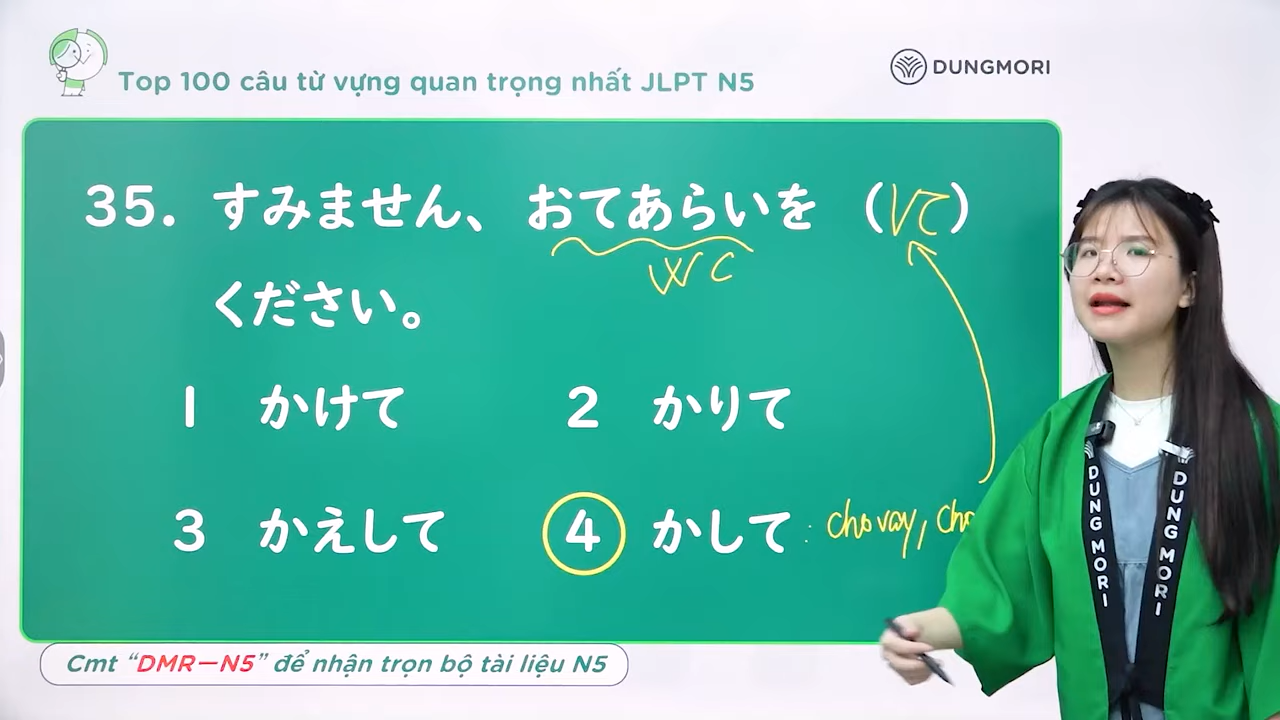 Top 100 câu từ vựng quan trọng nhất JLPT N5
DUNGMORI
35. すみません、 おてあらいを (Vて)
WC
ください。
1 かけて 2 かりて
3 かえして 4 かして : cho vay, cho
DUNG MORI
DUNG MORI
Cmt “DMR–N5” để nhận trọn bộ tài liệu N5